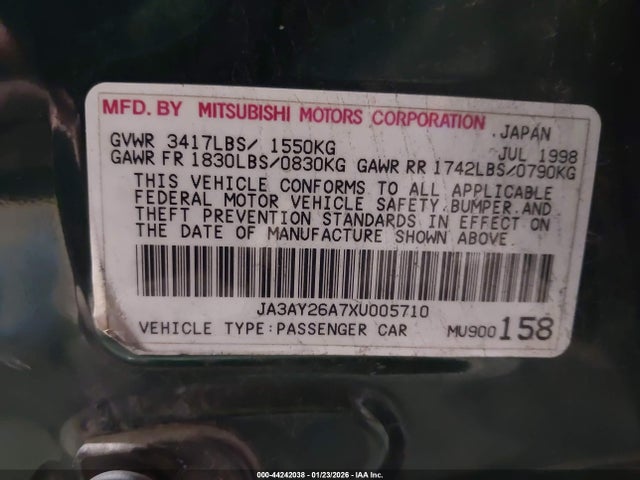 MFD. BY MITSUBISHI MOTORS CORPORATION
JAPAN
GVWR 3417LBS/ 1550KG JUL 1998
GAWR FR 1830LBS/0830KG GAWR RR 1742LBS/0790KG
THIS VEHICLE CONFORMS TO ALL APPLICABLE
FEDERAL MOTOR VEHICLE SAFETY,BUMPER,AND
THEFT PREVENTION STANDARDS IN EFFECT ON
THE DATE OF MANUFACTURE SHOWN ABOVE.
JA3AY26A7XU005710
VEHICLE TYPE:PASSENGER CAR MU900158
000-44242038 - 01/23/2026 - IAA Inc.